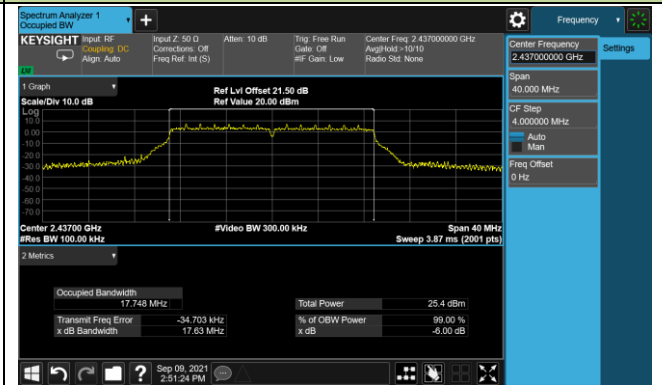 Spectrum Analyzer 1
Occupied BW
Frequency
KEYSIGHT
Input: RF
Coupling: DC
Align: Auto
Input Z: 50 Ω
Corrections: Off
Freq Ref: Int (S)
Atten: 10 dB
Trig: Free Run
Gate: Off
#IF Gain: Low
Center Freq: 2.437000000 GHz
Avg|Hold:>10/10
Radio Std: None
Center Frequency
2.437000000 GHz
Settings
Span
40.000 MHz
CF Step
4.000000 MHz
Auto
Man
Freq Offset
0 Hz
1 Graph
Scale/Div 10.0 dB
Ref Lvl Offset 21.50 dB
Ref Value 20.00 dBm
Log
10.0
0.00
-10.0
-20.0
-30.0
-40.0
-50.0
-60.0
-70.0
Center 2.43700 GHz
#Video BW 300.00 kHz
Span 40 MHz
#Res BW 100.00 kHz
Sweep 3.87 ms (2001 pts)
2 Metrics
Occupied Bandwidth
17.748 MHz
Total Power
25.4 dBm
Transmit Freq Error
-34.703 kHz
% of OBW Power
99.00 %
x dB Bandwidth
17.63 MHz
x dB
-6.00 dB
Sep 09, 2021
2:51:24 PM